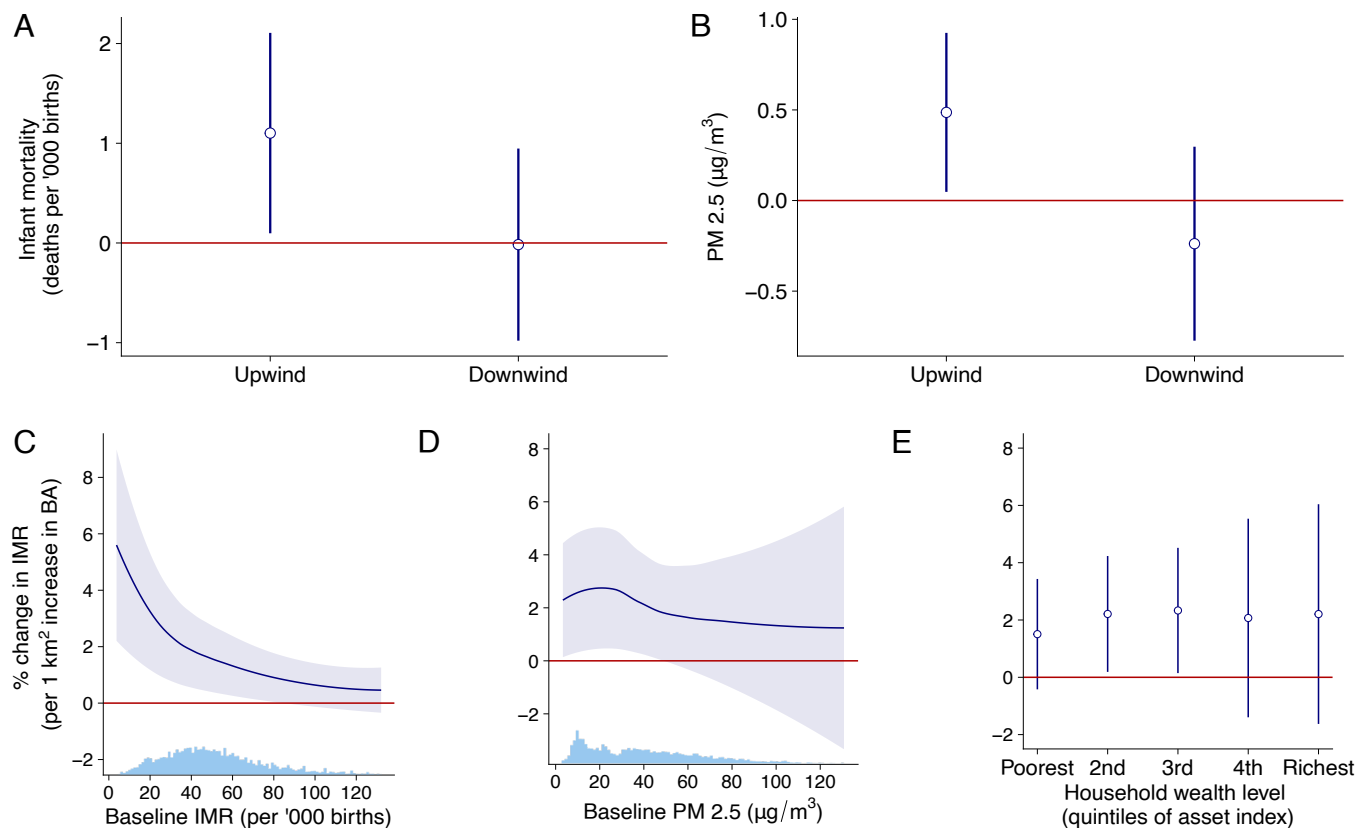 A
Infant mortality
(deaths per '000 births)
2
1
0
−1
Upwind
Downwind
B
PM 2.5 (µg/m³)
1.0
0.5
0.0
−0.5
Upwind
Downwind
C
% change in IMR
(per 1 km² increase in BA)
8
6
4
2
0
−2
0 20 40 60 80 100 120
Baseline IMR (per '000 births)
D
8
6
4
2
0
−2
0 20 40 60 80 100 120
Baseline PM 2.5 (µg/m³)
E
8
6
4
2
0
−2
Poorest 2nd 3rd 4th Richest
Household wealth level
(quintiles of asset index)